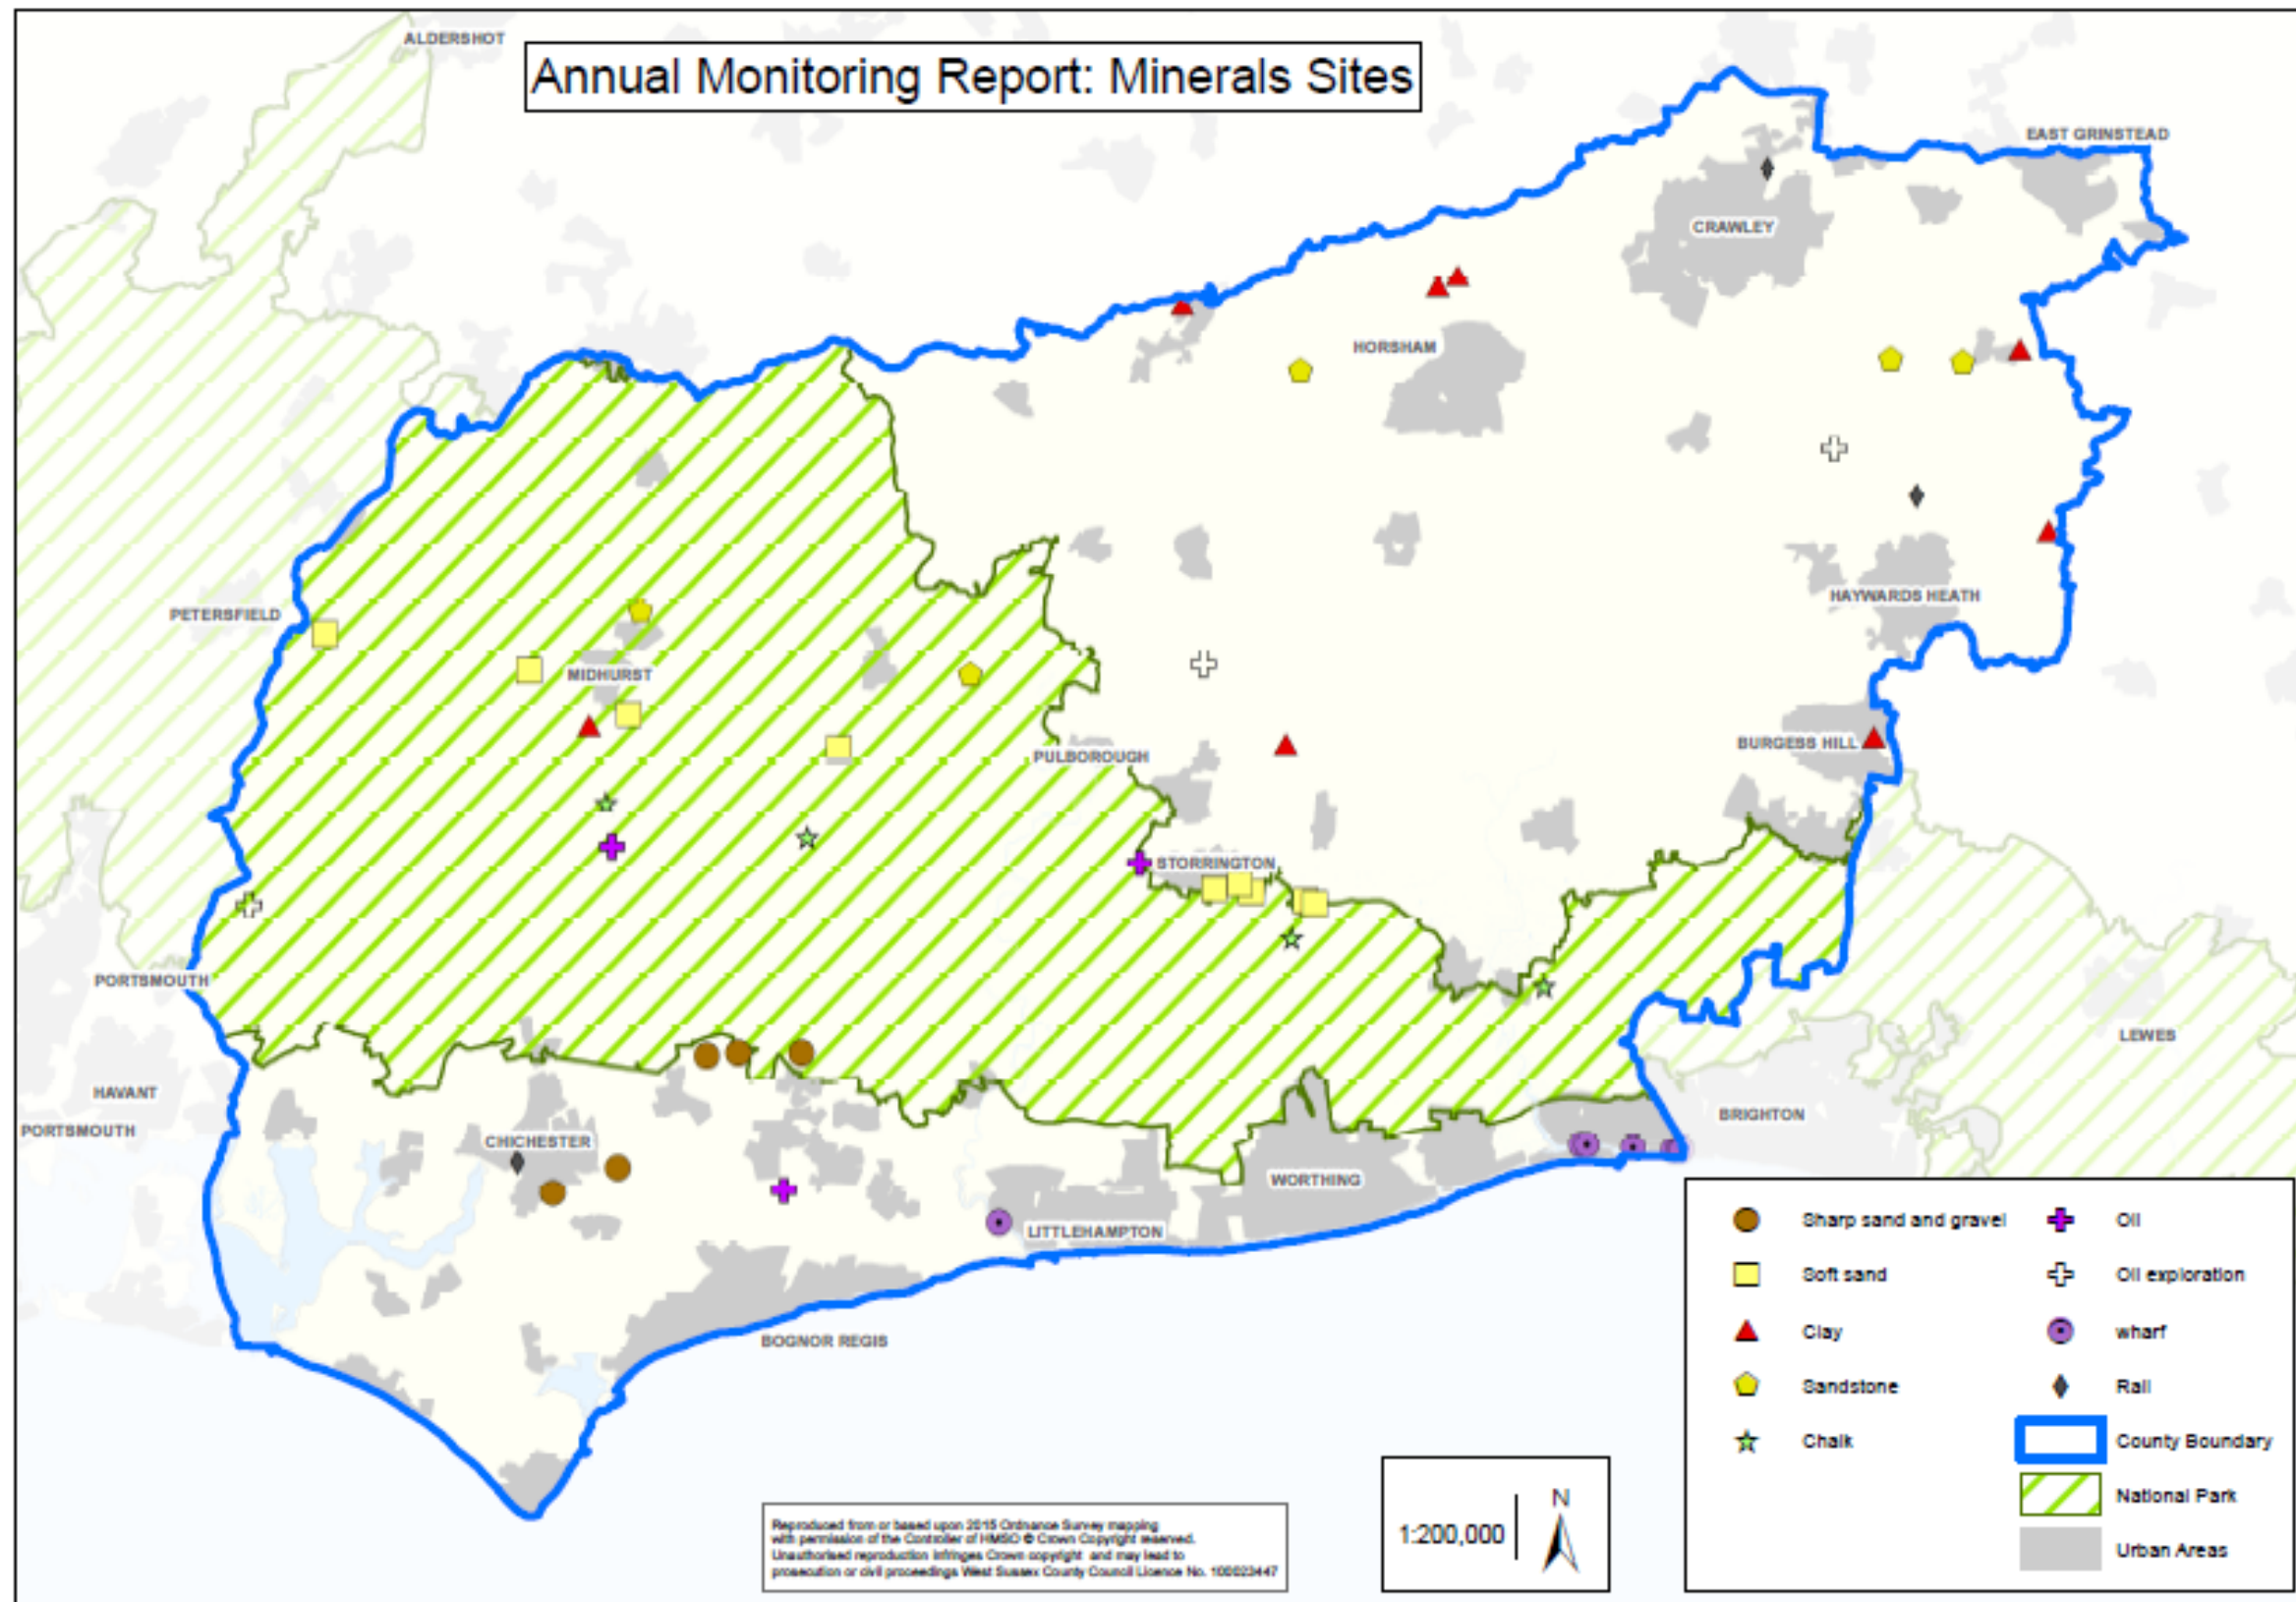 ALDERSHOT
Annual Monitoring Report: Minerals Sites
EAST GRINSTEAD
CRAWLEY
HORSHAM
PETERSFIELD
HAYWARDS HEATH
MIDHURST
BURGESS HILL
PULBOROUGH
STORRINGTON
PORTSMOUTH
LEWES
HAVANT
BRIGHTON
PORTSMOUTH
CHICHESTER
WORTHING
LITTLEHAMPTON
BOGNOR REGIS
Sharp sand and gravel
Soft sand
Clay
Sandstone
Chalk
Oil
Oil exploration
wharf
Rail
County Boundary
National Park
Urban Areas
1:200,000
N
Reproduced from or based upon 2015 Ordnance Survey mapping
with permission of the Controller of HMSO © Crown Copyright reserved.
Unauthorised reproduction infringes Crown copyright and may lead to
prosecution or civil proceedings West Sussex County Council Licence No. 100023447